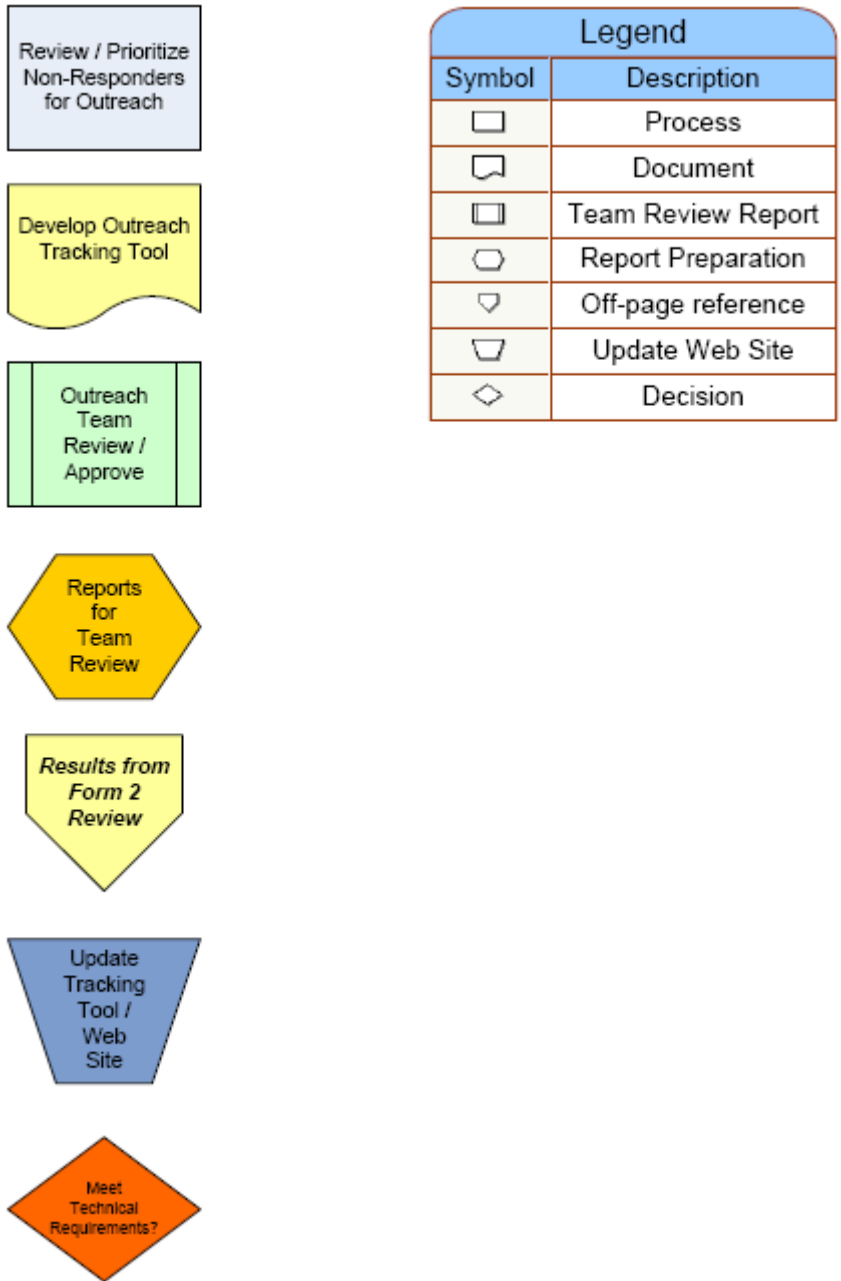 Review / Prioritize
Non-Responders
for Outreach
Develop Outreach
Tracking Tool
Outreach
Team
Review /
Approve
Reports
for
Team
Review
Results from
Form 2
Review
Update
Tracking
Tool /
Web
Site
Meet
Technical
Requirements?
Legend
Symbol Description
Process
Document
Team Review Report
Report Preparation
Off-page reference
Update Web Site
Decision